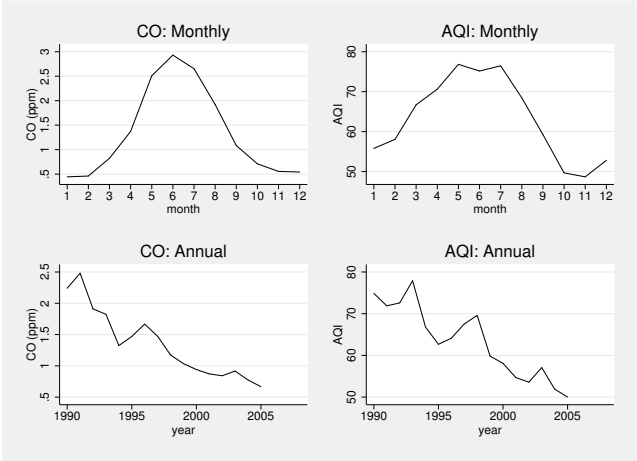 CO: Monthly
CO (ppm)
.5 1 1.5 2 2.5 3
1 2 3 4 5 6 7 8 9 10 11 12
month
AQI: Monthly
AQI
50 60 70 80
1 2 3 4 5 6 7 8 9 10 11 12
month
CO: Annual
CO (ppm)
.5 1 1.5 2 2.5
1990 1995 2000 2005
year
AQI: Annual
AQI
50 60 70 80
1990 1995 2000 2005
year